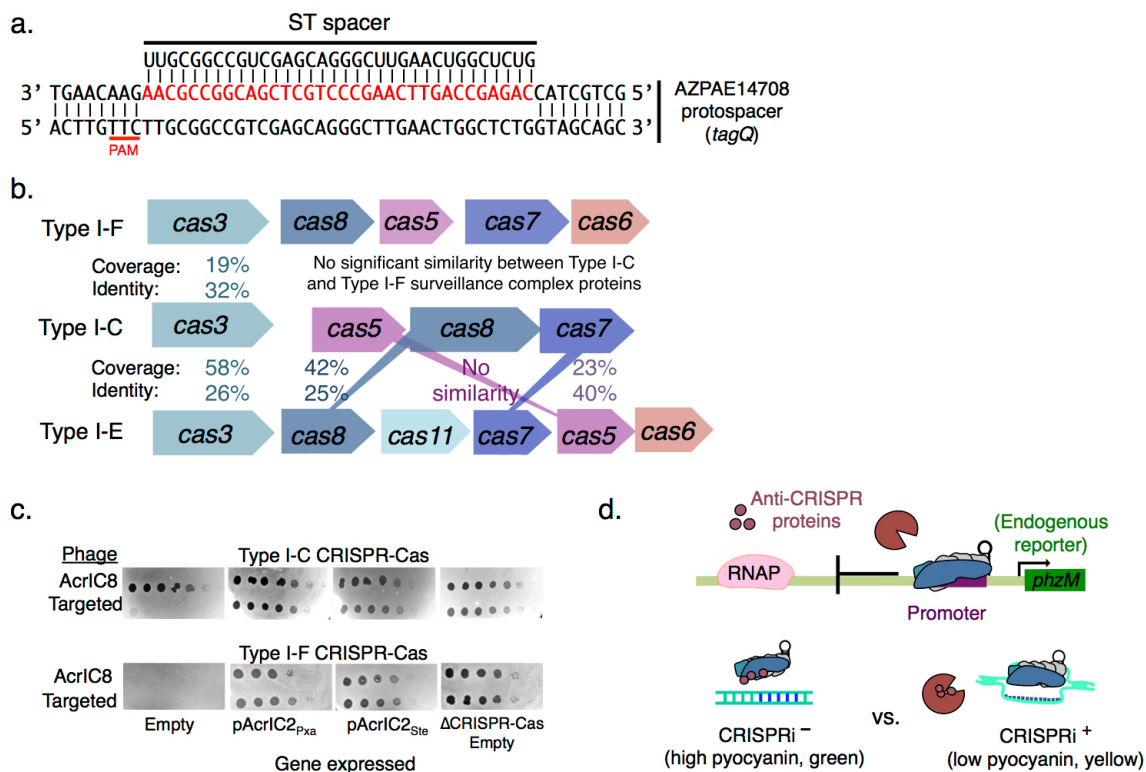 a.
ST spacer
UUGCGGCCGUCGAGCAGGGCUUGAACUGGCUCUG
3’ TGAACAAGAACGCCGGCAGCTCGTCCCGAACTTGACCGAGACCATCGTCG 5’
5’ ACTTGTTCTTGCGGCCGTCGAGCAGGGCTTGAACTGGCTCTGGTAGCAGC 3’
PAM
AZPAE14708
protospacer
(tagQ)
b.
Type I-F
cas3 cas8 cas5 cas7 cas6
Coverage: 19%
Identity: 32%
No significant similarity between Type I-C
and Type I-F surveillance complex proteins
Type I-C
cas3 cas5 cas8 cas7
Coverage: 58% 42% No 23%
Identity: 26% 25% similarity 40%
Type I-E
cas3 cas8 cas11 cas7 cas5 cas6
c.
Phage
Type I-C CRISPR-Cas
AcrIC8
Targeted
Type I-F CRISPR-Cas
AcrIC8
Targeted
Empty pAcrIC2Pxa pAcrIC2Ste ΔCRISPR-Cas
Empty
Gene expressed
d.
Anti-CRISPR
proteins
(Endogenous
reporter)
RNAP
phzM
Promoter
CRISPRi –
(high pyocyanin, green)
vs.
CRISPRi +
(low pyocyanin, yellow)